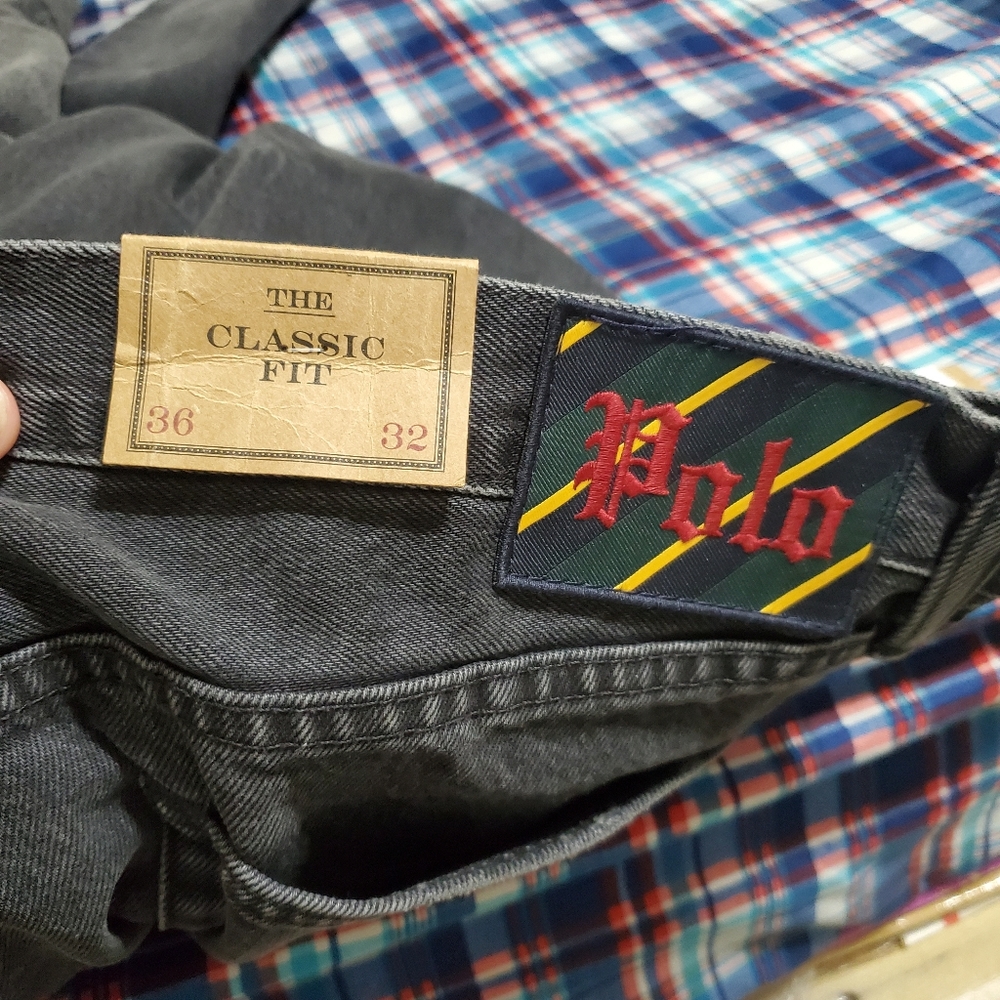 THE
CLASSIC
FIT
36 32
Polo